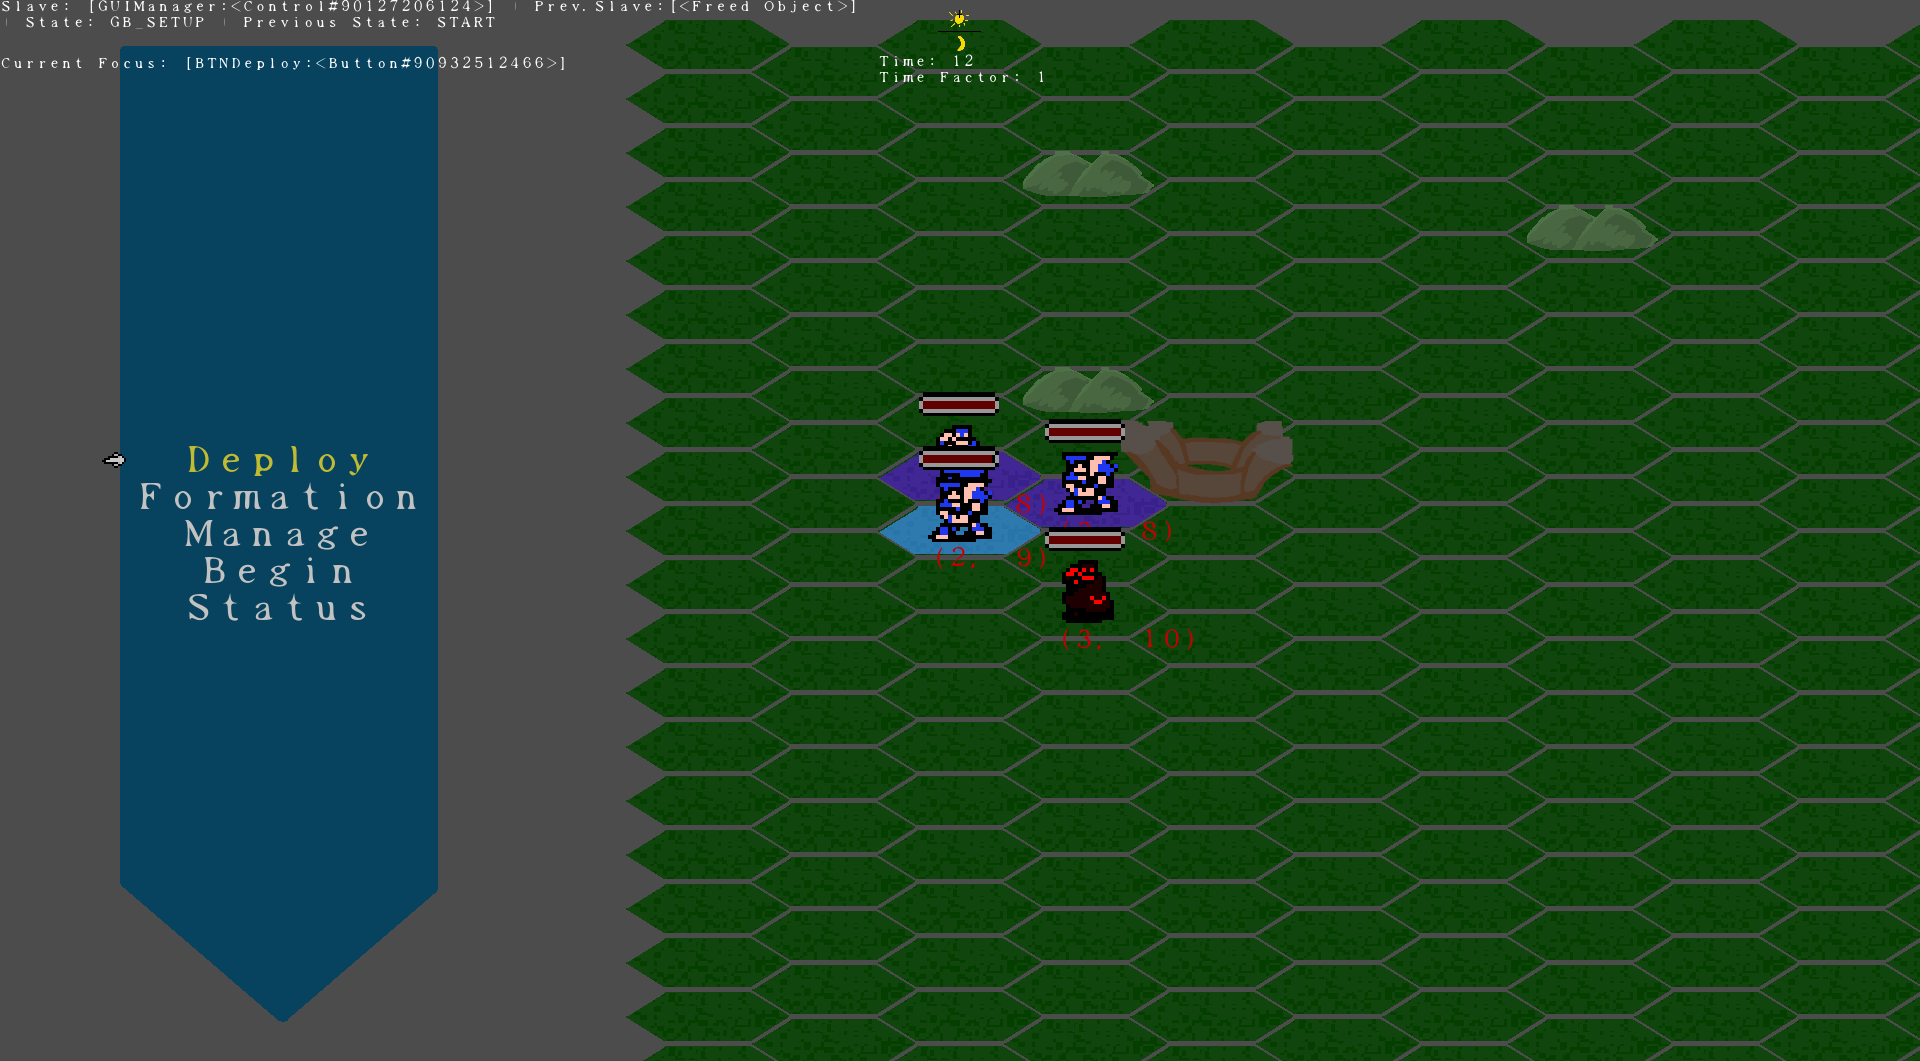 Slave: [GUIManager:<Control#90127206124>] | Prev. Slave:[<Freed Object>]
| State: GB_SETUP | Previous State: START
Current Focus: [BTNDeploy:<Button#90932512466>]
Time: 12
Time Factor: 1
Deploy
Formation
Manage
Begin
Status
8)
8)
(2, 9)
(3, 10)